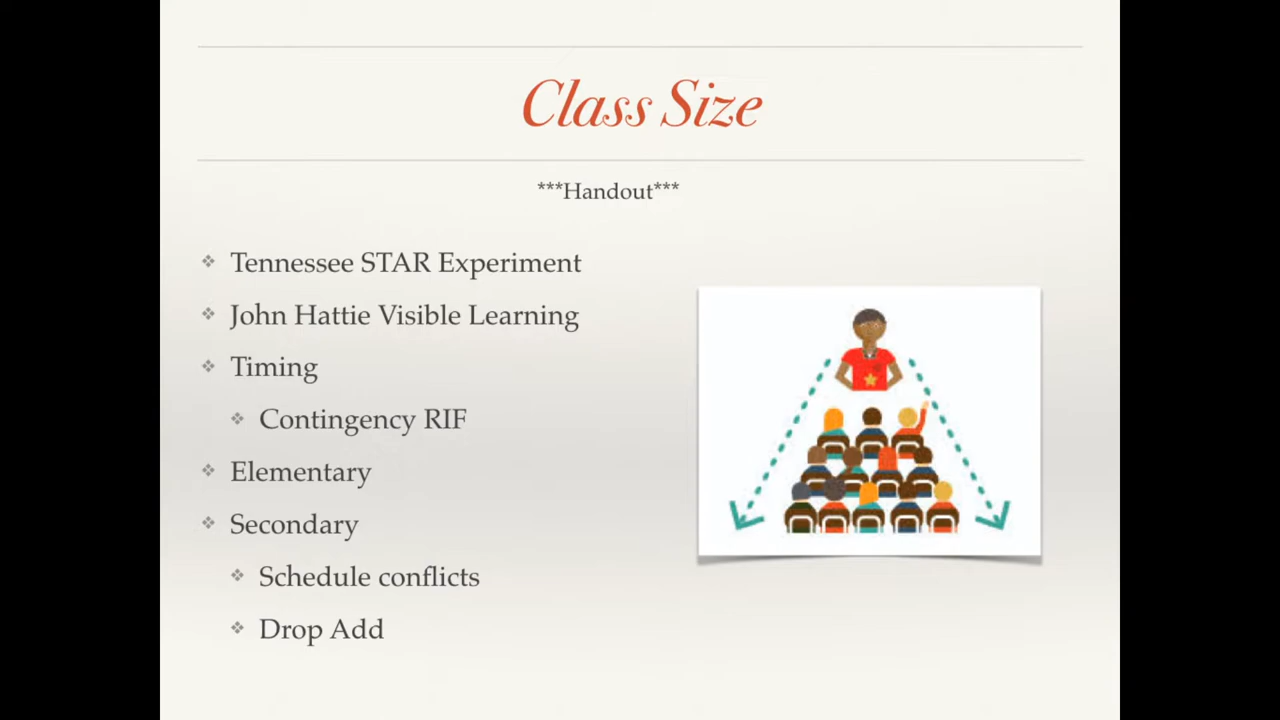 Class Size
***Handout***
Tennessee STAR Experiment
John Hattie Visible Learning
Timing
Contingency RIF
Elementary
Secondary
Schedule conflicts
Drop Add